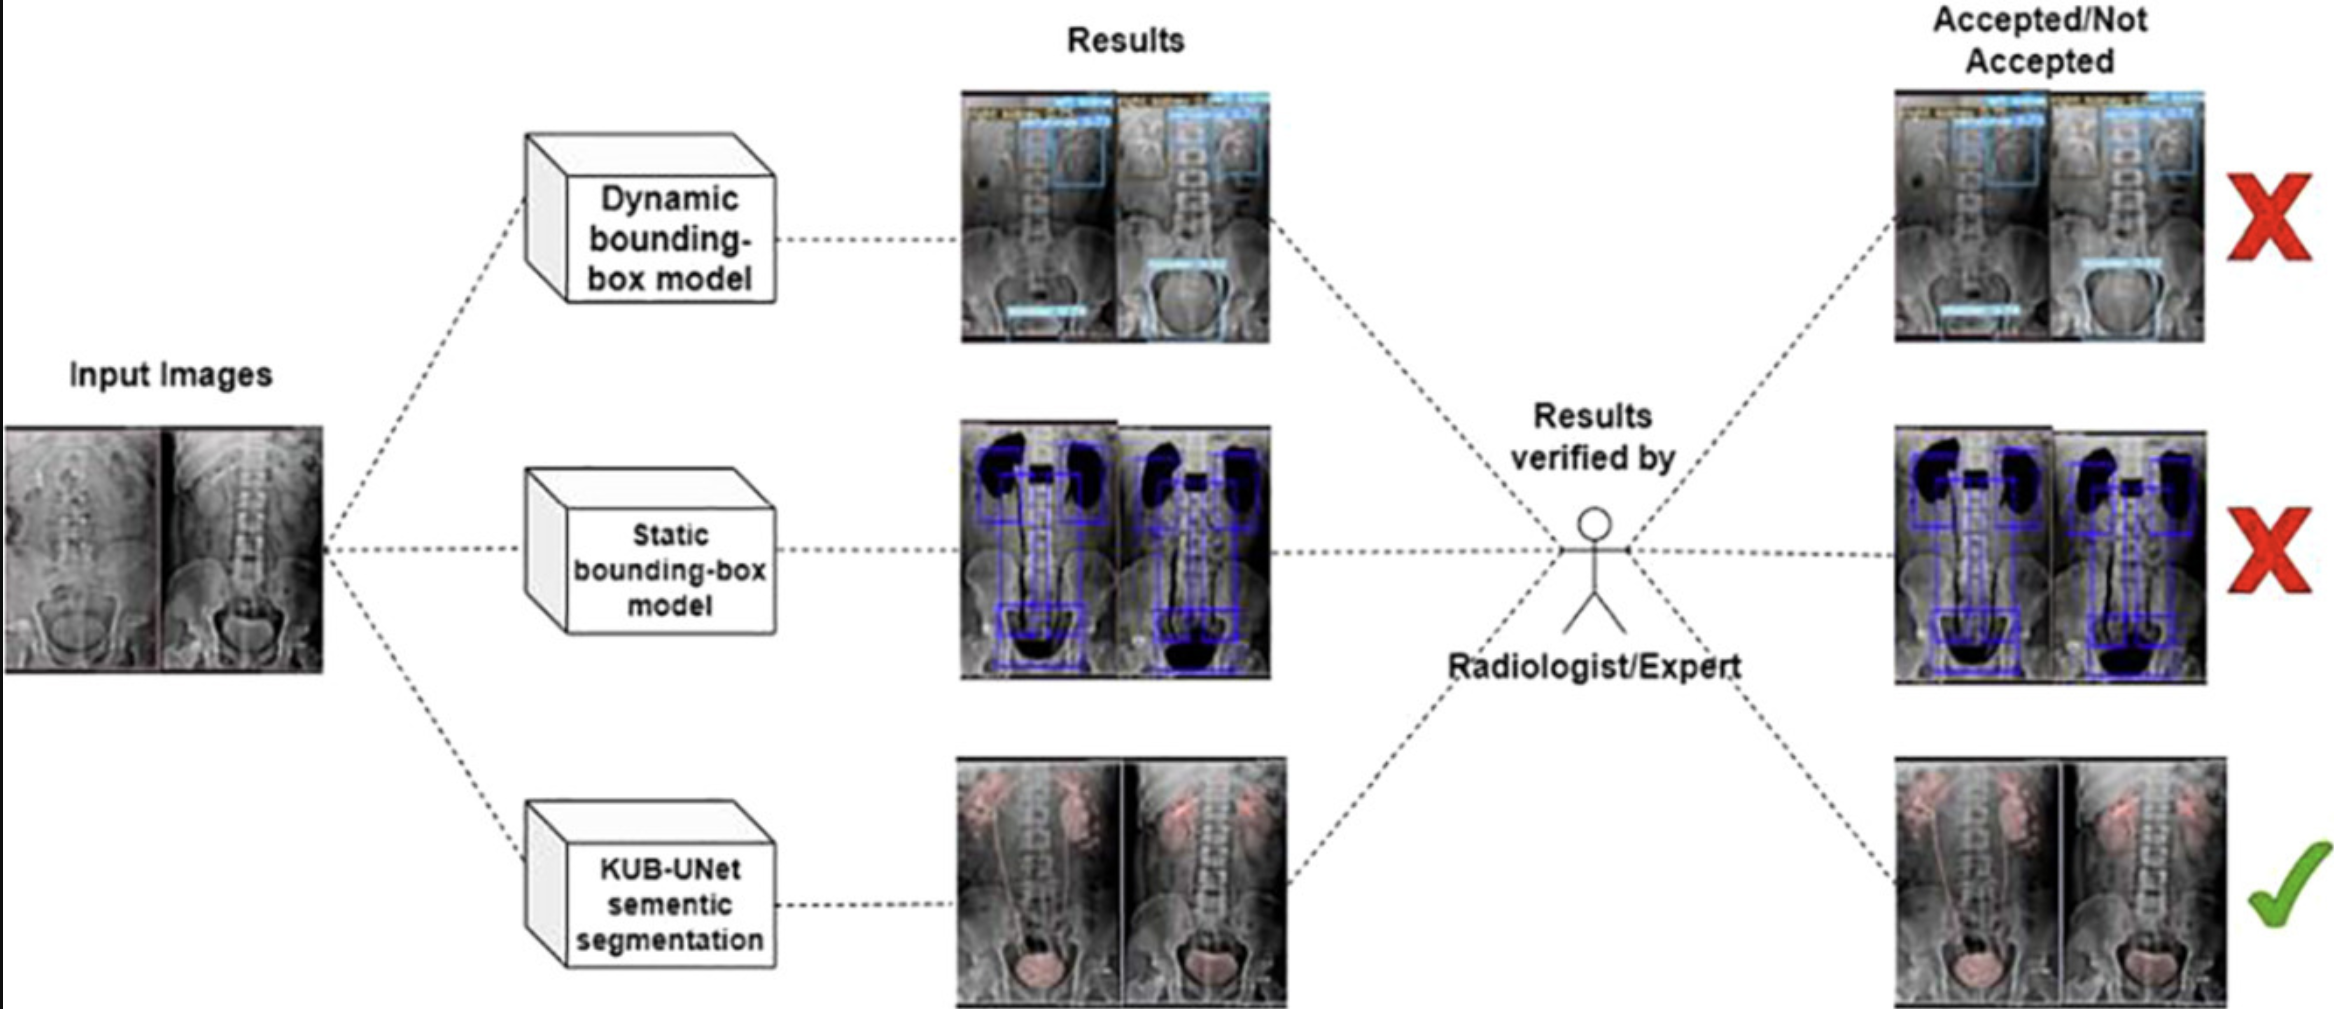 Input Images
Dynamic
bounding-
box model
Static
bounding-box
model
KUB-UNet
sementic
segmentation
Results
Results
verified by
Radiologist/Expert
Accepted/Not
Accepted